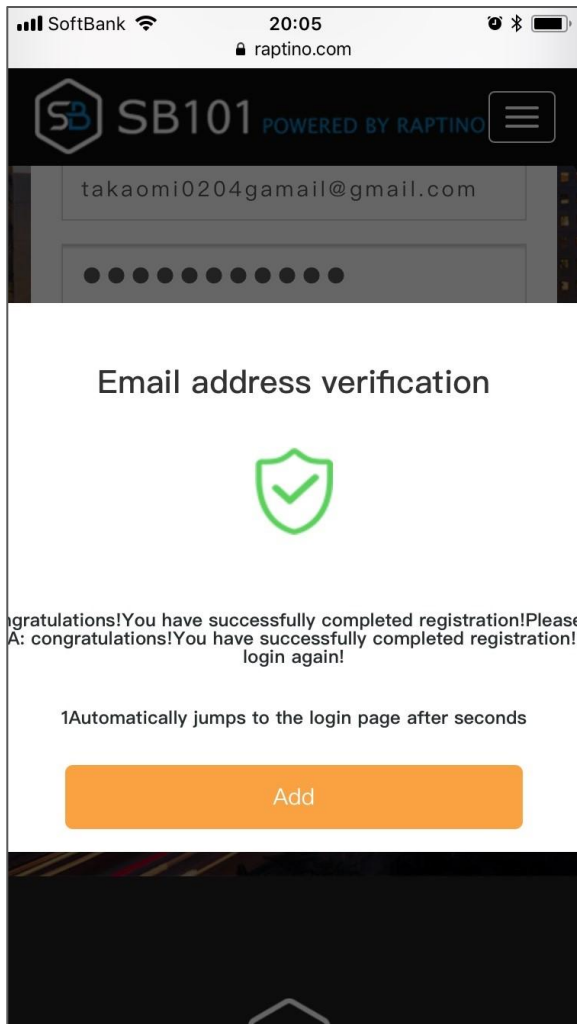 SoftBank 20:05
raptino.com
SB SB101 POWERED BY RAPTINO
takaomi0204gamail@gmail.com
Email address verification
ngratulations!You have successfully completed registration!Please
A: congratulations!You have successfully completed registration!
login again!
1Automatically jumps to the login page after seconds
Add